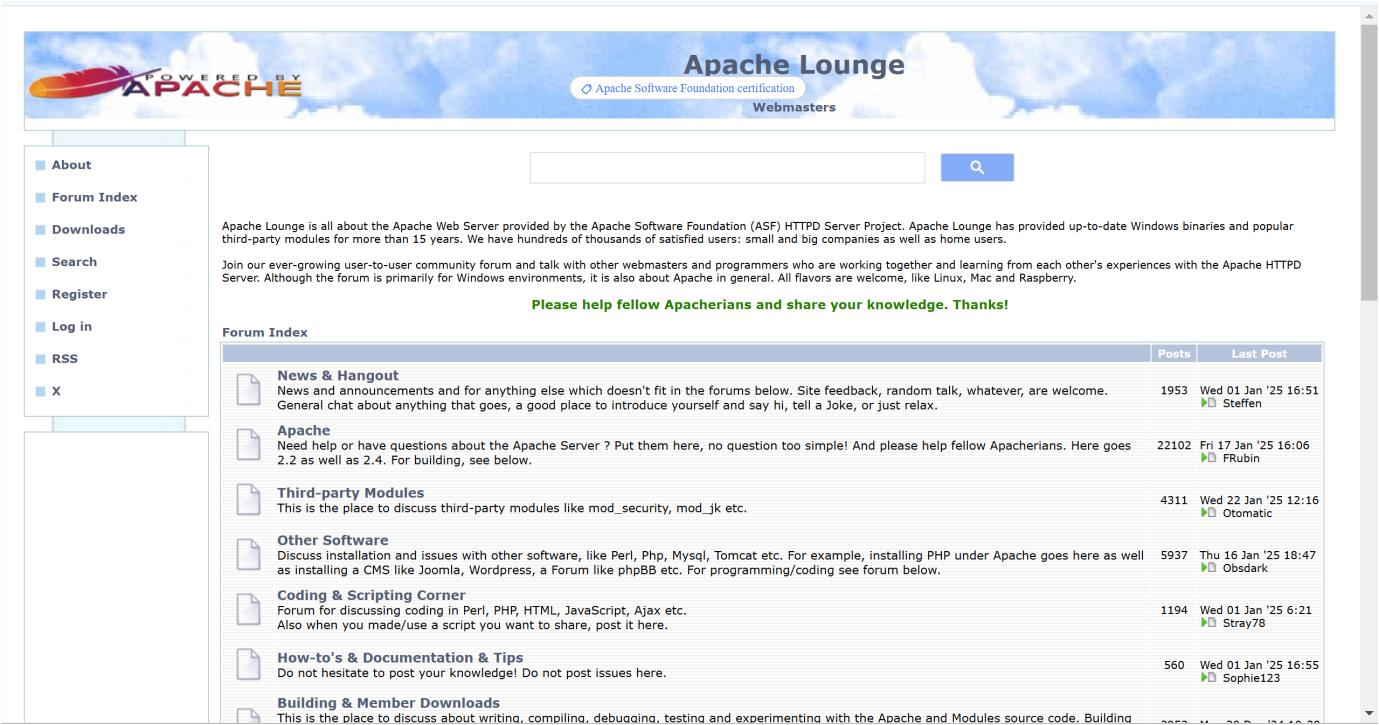 POWERED BY
APACHE
Apache Lounge
Apache Software Foundation certification
Webmasters
About
Forum Index
Downloads
Search
Register
Log in
RSS
X
Apache Lounge is all about the Apache Web Server provided by the Apache Software Foundation (ASF) HTTPD Server Project. Apache Lounge has provided up-to-date Windows binaries and popular
third-party modules for more than 15 years. We have hundreds of thousands of satisfied users: small and big companies as well as home users.
Join our ever-growing user-to-user community forum and talk with other webmasters and programmers who are working together and learning from each other's experiences with the Apache HTTPD
Server. Although the forum is primarily for Windows environments, it is also about Apache in general. All flavors are welcome, like Linux, Mac and Raspberry.
Please help fellow Apacherians and share your knowledge. Thanks!
Forum Index
Posts Last Post
News & Hangout
News and announcements and for anything else which doesn't fit in the forums below. Site feedback, random talk, whatever, are welcome.
General chat about anything that goes, a good place to introduce yourself and say hi, tell a Joke, or just relax.
1953 Wed 01 Jan '25 16:51
Steffen
Apache
Need help or have questions about the Apache Server ? Put them here, no question too simple! And please help fellow Apacherians. Here goes
2.2 as well as 2.4. For building, see below.
22102 Fri 17 Jan '25 16:06
FRubin
Third-party Modules
This is the place to discuss third-party modules like mod_security, mod_jk etc.
4311 Wed 22 Jan '25 12:16
Otomatic
Other Software
Discuss installation and issues with other software, like Perl, Php, Mysql, Tomcat etc. For example, installing PHP under Apache goes here as well
as installing a CMS like Joomla, Wordpress, a Forum like phpBB etc. For programming/coding see forum below.
5937 Thu 16 Jan '25 18:47
Obsdark
Coding & Scripting Corner
Forum for discussing coding in Perl, PHP, HTML, JavaScript, Ajax etc.
Also when you made/use a script you want to share, post it here.
1194 Wed 01 Jan '25 6:21
Stray78
How-to's & Documentation & Tips
Do not hesitate to post your knowledge! Do not post issues here.
560 Wed 01 Jan '25 16:55
Sophie123
Building & Member Downloads
This is the place to discuss about writing, compiling, debugging, testing and experimenting with the Apache and Modules source code. Building